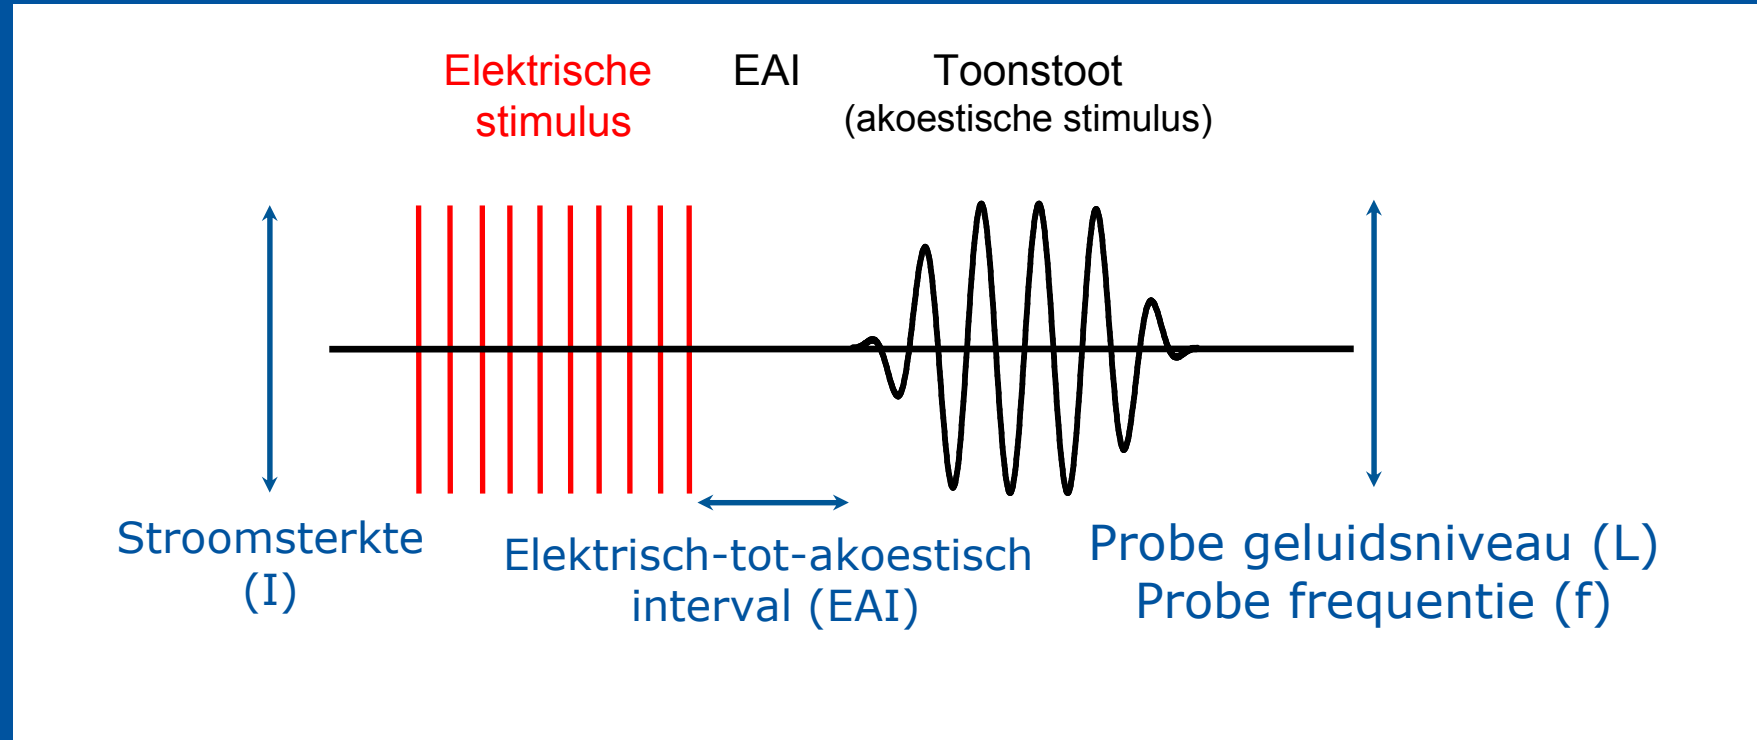 Elektrische
stimulus
EAI
Toonstoot
(akoestische stimulus)
Stroomsterkte
(I)
Elektrisch-tot-akoestisch
interval (EAI)
Probe geluidsniveau (L)
Probe frequentie (f)